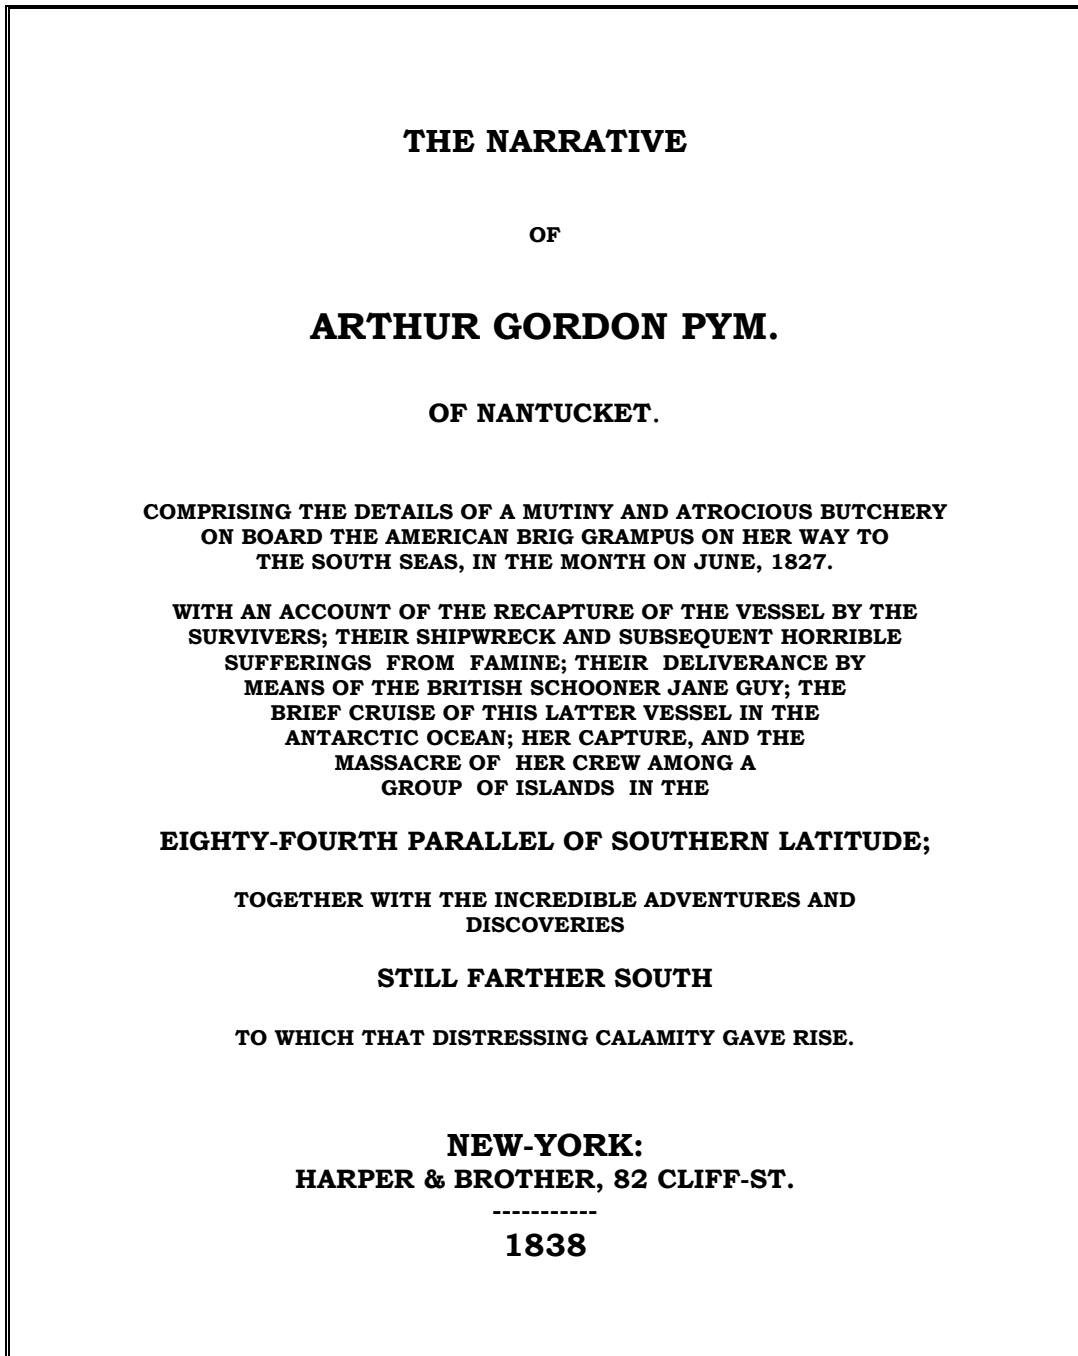 THE NARRATIVE
OF
ARTHUR GORDON PYM.
OF NANTUCKET.
COMPRISING THE DETAILS OF A MUTINY AND ATROCIOUS BUTCHERY
ON BOARD THE AMERICAN BRIG GRAMPUS ON HER WAY TO
THE SOUTH SEAS, IN THE MONTH ON JUNE, 1827.
WITH AN ACCOUNT OF THE RECAPTURE OF THE VESSEL BY THE
SURVIVERS; THEIR SHIPWRECK AND SUBSEQUENT HORRIBLE
SUFFERINGS FROM FAMINE; THEIR DELIVERANCE BY
MEANS OF THE BRITISH SCHOONER JANE GUY; THE
BRIEF CRUISE OF THIS LATTER VESSEL IN THE
ANTARCTIC OCEAN; HER CAPTURE, AND THE
MASSACRE OF HER CREW AMONG A
GROUP OF ISLANDS IN THE
EIGHTY-FOURTH PARALLEL OF SOUTHERN LATITUDE;
TOGETHER WITH THE INCREDIBLE ADVENTURES AND
DISCOVERIES
STILL FARTHER SOUTH
TO WHICH THAT DISTRESSING CALAMITY GAVE RISE.
NEW-YORK:
HARPER & BROTHER, 82 CLIFF-ST.
-----------
1838